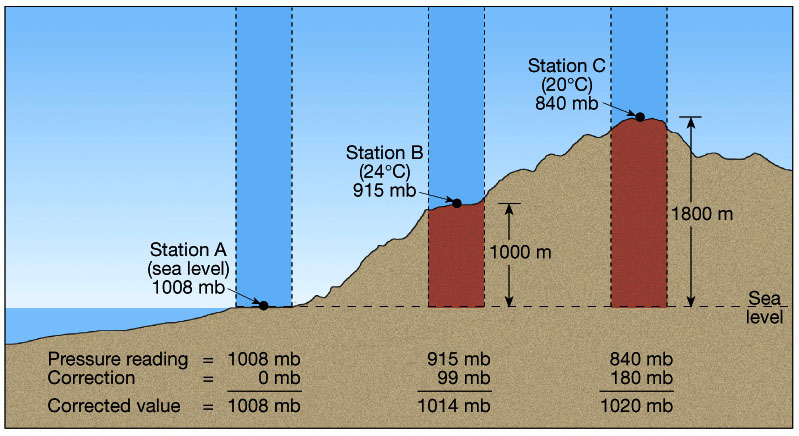 Station C
(20°C)
840 mb
Station B
(24°C)
915 mb
1800 m
Station A
(sea level)
1008 mb
1000 m
Sea
level
Pressure reading = 1008 mb 915 mb 840 mb
Correction = 0 mb 99 mb 180 mb
Corrected value = 1008 mb 1014 mb 1020 mb